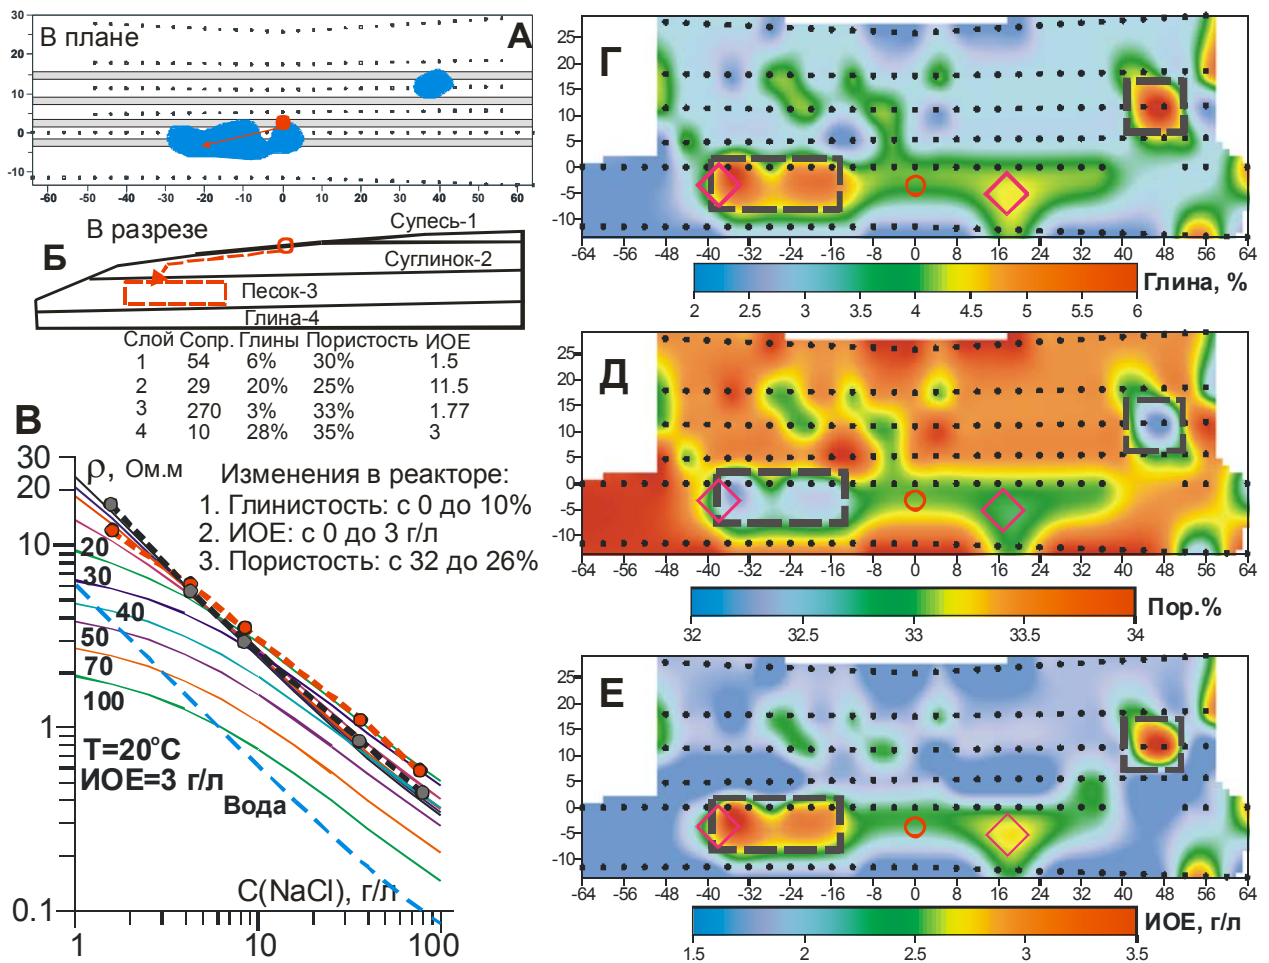 В плане
А
30
20
20
10
0
-10
-60
-50
-40
-30
-20
-10
0
10
20
30
40
50
60
В разрезе
Б
Супесь-1
Суглинок-2
Песок-3
Глина-4
Слой Сопр. Глины Пористость ИОЕ
1 54 6% 30% 1.5
2 29 20% 25% 11.5
3 270 3% 33% 1.77
4 10 28% 35% 3
В
ρ, Ом.м
Изменения в реакторе:
1. Глинистость: с 0 до 10%
2. ИОЕ: с 0 до 3 г/л
3. Пористость: с 32 до 26%
30
20
10
1
0.1
20
30
40
50
70
100
T=20°C
ИОЕ=3 г/л
Вода
C(NaCl), г/л
1
10
100
Г
25
20
15
10
5
0
-5
-10
-64 -56 -48 -40 -32 -24 -16 -8 0 8 16 24 32 40 48 56 64
2 2.5 3 3.5 4 4.5 5 5.5 6
Глина, %
Д
25
20
15
10
5
0
-5
-10
-64 -56 -48 -40 -32 -24 -16 -8 0 8 16 24 32 40 48 56 64
32 32.5 33 33.5 34
Пор.%
Е
25
20
15
10
5
0
-5
-10
-64 -56 -48 -40 -32 -24 -16 -8 0 8 16 24 32 40 48 56 64
1.5 2 2.5 3 3.5
ИОЕ, г/л